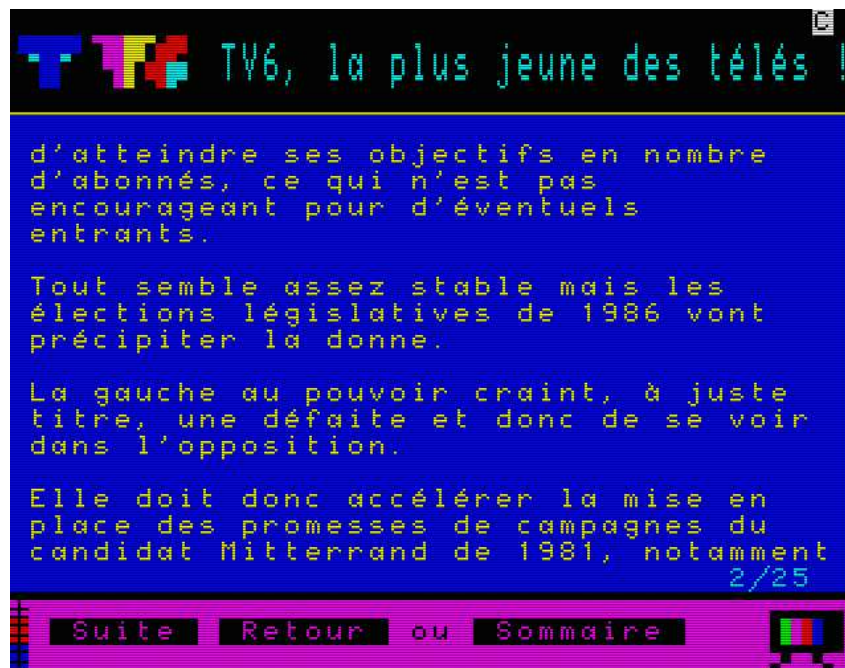 C
TV6, la plus jeune des télés !
d'atteindre ses objectifs en nombre
d'abonnés, ce qui n'est pas
encourageant pour d'éventuels
entrants.
Tout semble assez stable mais les
élections législatives de 1986 vont
précipiter la donne.
La gauche au pouvoir craint, à juste
titre, une défaite et donc de se voir
dans l'opposition.
Elle doit donc accélérer la mise en
place des promesses de campagnes du
candidat Mitterrand de 1981, notamment
2/25
Suite Retour ou Sommaire